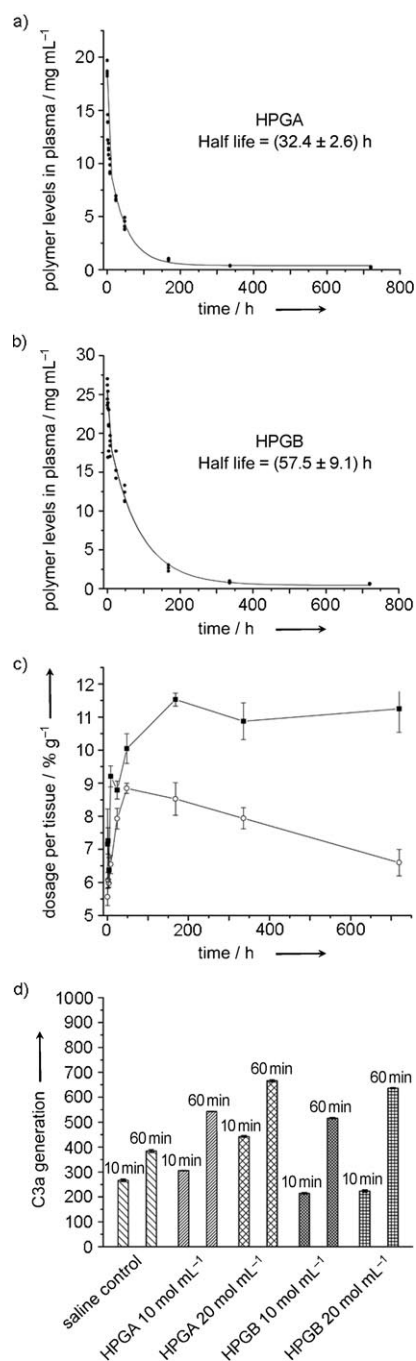 a)
polymer levels in plasma / mg mL⁻¹
20
15
10
5
0
HPGA
Half life = (32.4 ± 2.6) h
0 200 400 600 800
time / h
b)
polymer levels in plasma / mg mL⁻¹
30
25
20
15
10
5
0
HPGB
Half life = (57.5 ± 9.1) h
0 200 400 600 800
time / h
c)
dosage per tissue / % g⁻¹
12
11
10
9
8
7
6
5
0 200 400 600
time / h
d)
C3a generation
1000
900
800
700
600
500
400
300
200
100
0
10 min 60 min
10 min 60 min
10 min 60 min
10 min 60 min
10 min 60 min
saline control
HPGA 10 mol mL⁻¹
HPGA 20 mol mL⁻¹
HPGB 10 mol mL⁻¹
HPGB 20 mol mL⁻¹